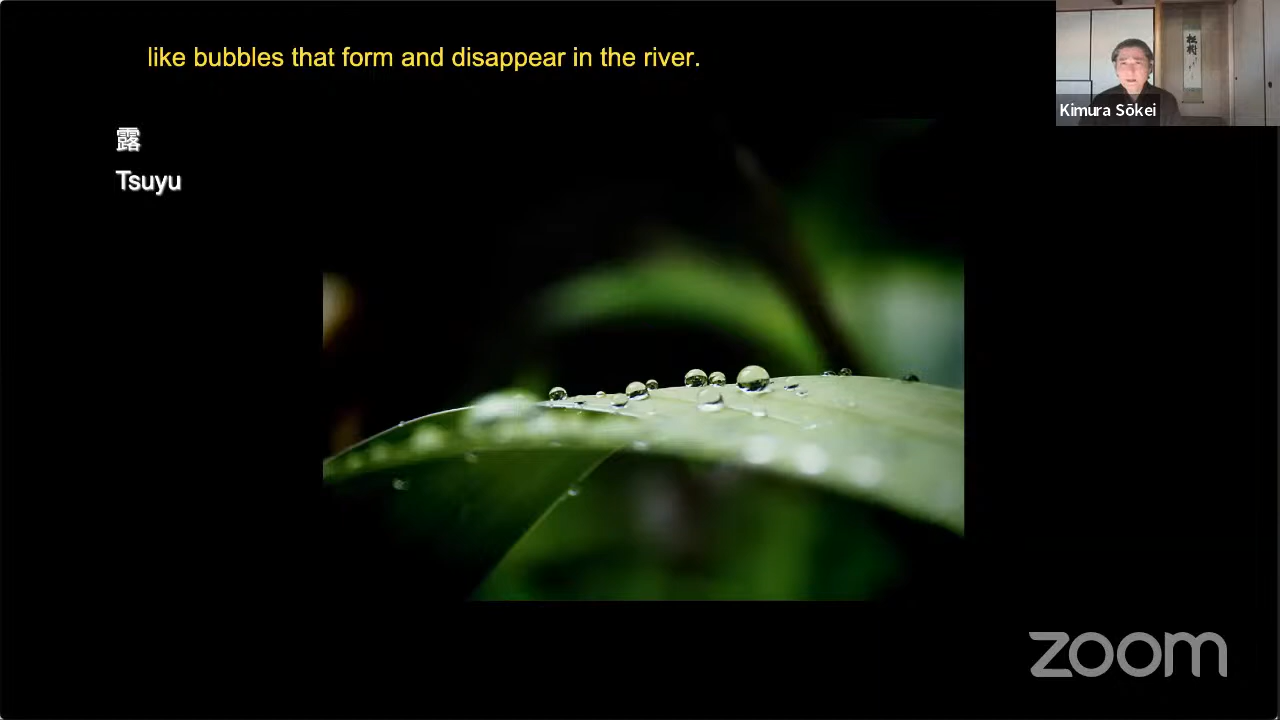 like bubbles that form and disappear in the river.
露
Tsuyu
Kimura Sōkei
zoom